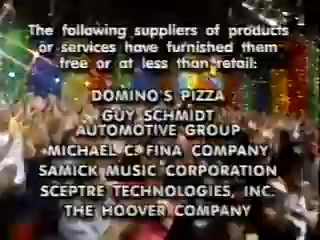 The following suppliers of products
or services have furnished them
free or at less than retail:
DOMINO'S PIZZA
GUY SCHMIDT
AUTOMOTIVE GROUP
MICHAEL C. FINA COMPANY
SAMICK MUSIC CORPORATION
SCEPTRE TECHNOLOGIES, INC.
THE HOOVER COMPANY